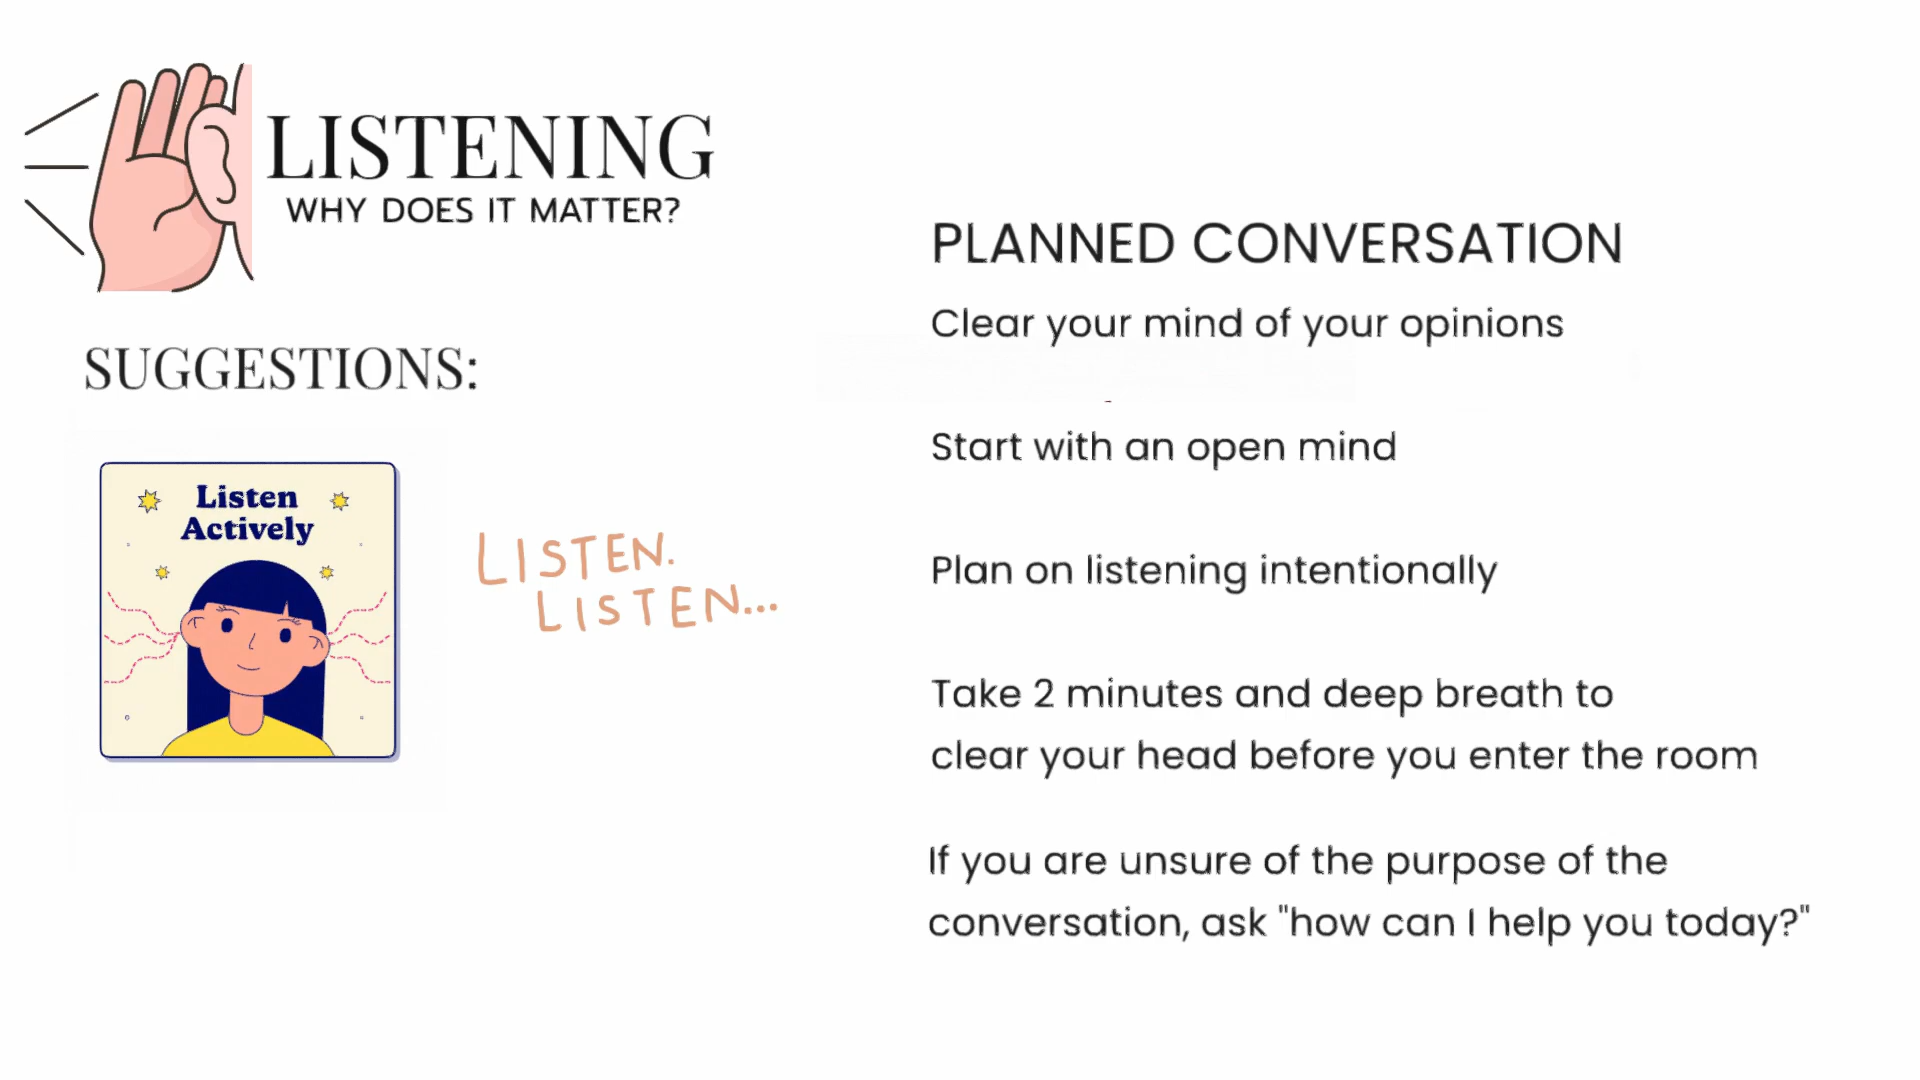 LISTENING
WHY DOES IT MATTER?
SUGGESTIONS:
Listen
Actively
LISTEN.
LISTEN...
PLANNED CONVERSATION
Clear your mind of your opinions
Start with an open mind
Plan on listening intentionally
Take 2 minutes and deep breath to
clear your head before you enter the room
If you are unsure of the purpose of the
conversation, ask "how can I help you today?"